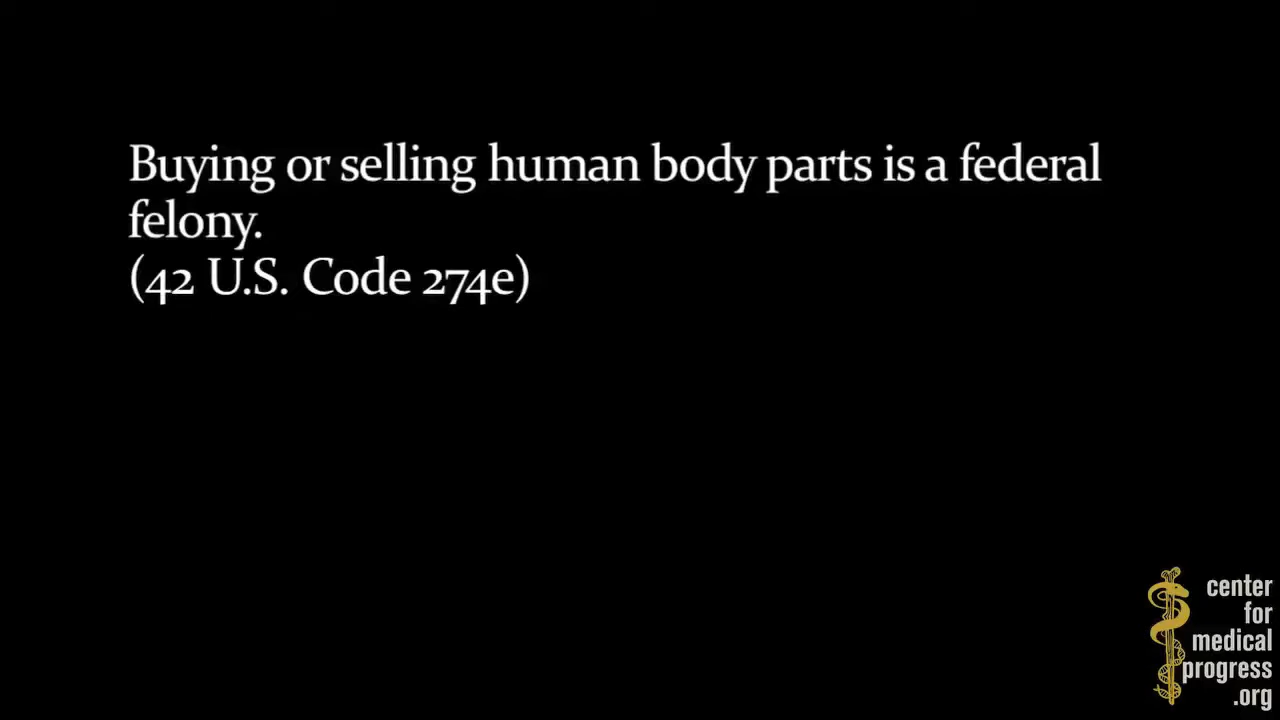 Buying or selling human body parts is a federal
felony.
(42 U.S. Code 274e)
center
for
medical
progress
.org